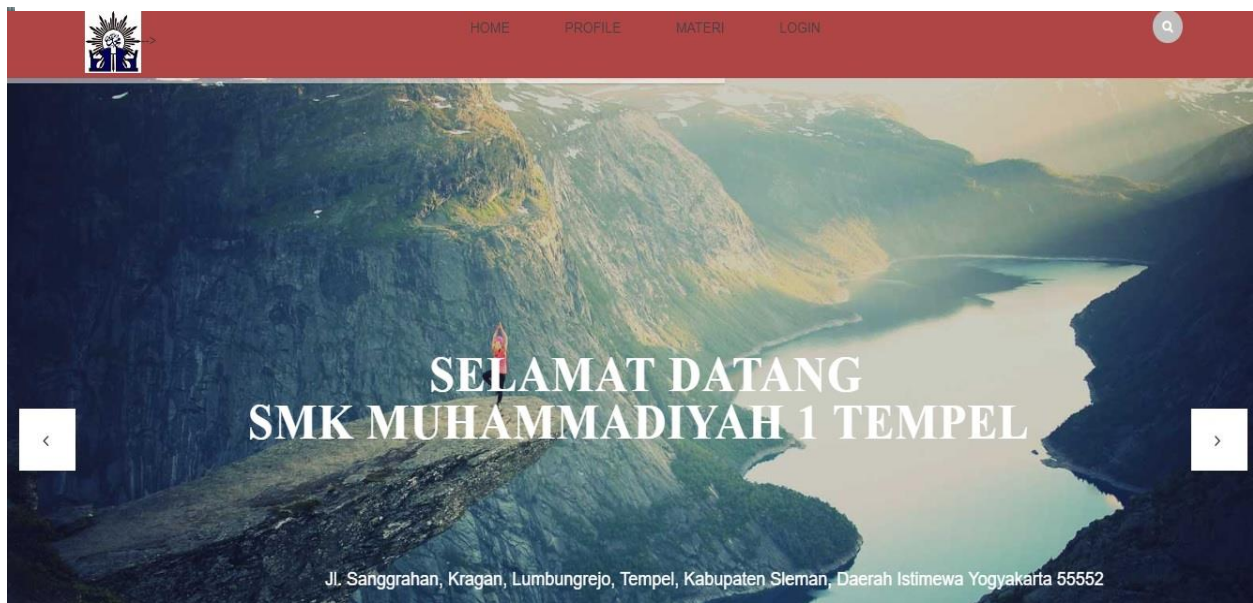 -->
HOME PROFILE MATERI LOGIN
SELAMAT DATANG
SMK MUHAMMADIYAH 1 TEMPEL
Jl. Sanggrahan, Kragan, Lumbungrejo, Tempel, Kabupaten Sleman, Daerah Istimewa Yogyakarta 55552